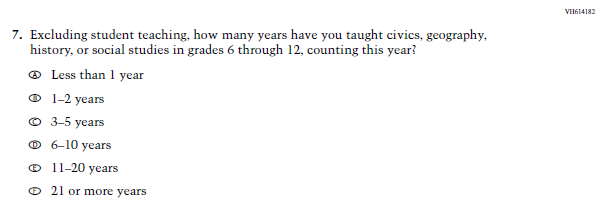 VH614182
7. Excluding student teaching, how many years have you taught civics, geography,
history, or social studies in grades 6 through 12, counting this year?
A Less than 1 year
B 1–2 years
C 3–5 years
D 6–10 years
E 11–20 years
F 21 or more years